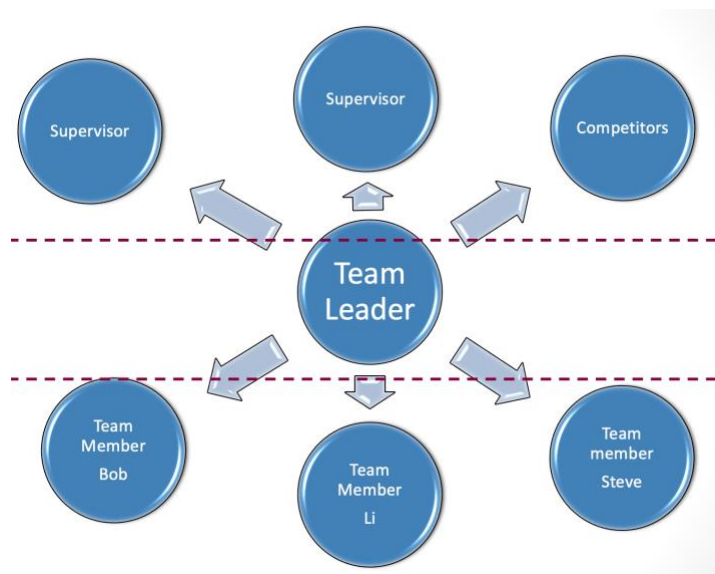 Supervisor
Supervisor
Competitors
Team
Leader
Team
Member
Bob
Team
Member
Li
Team
member
Steve